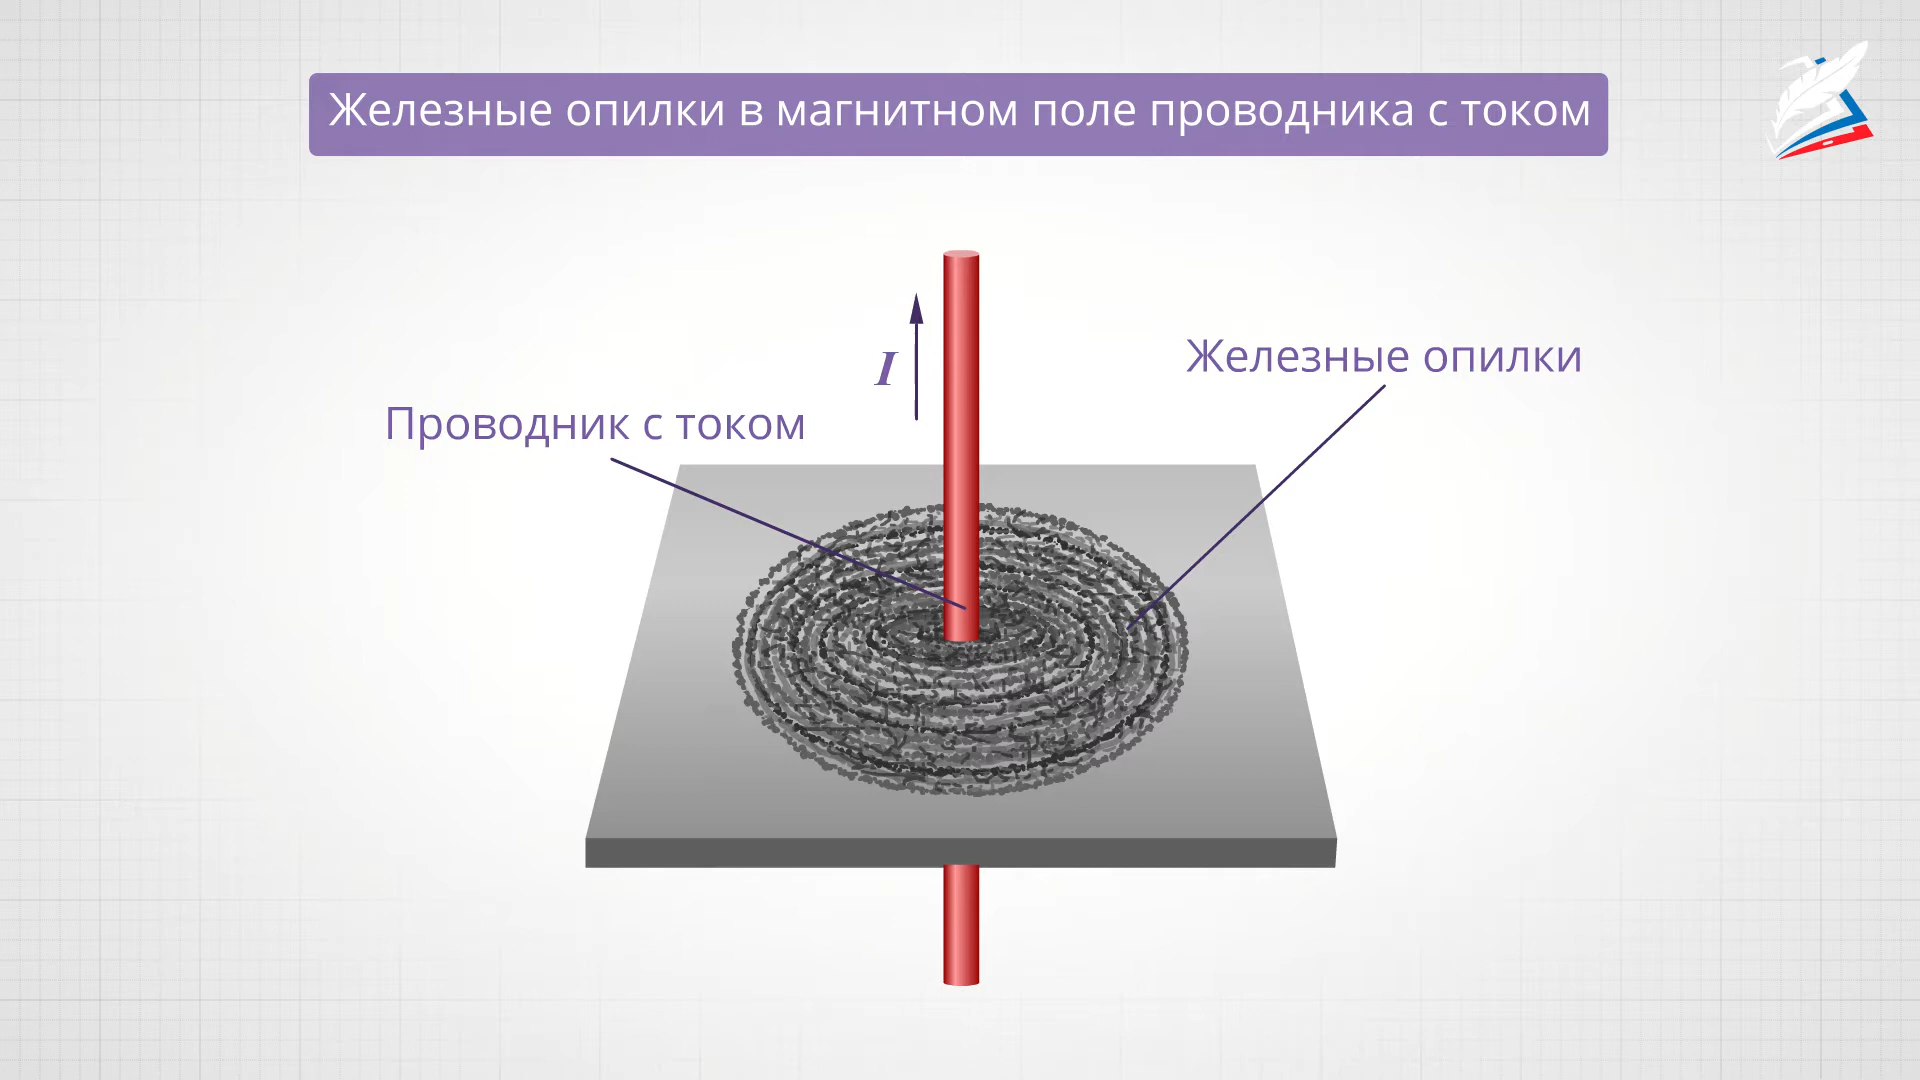 Железные опилки в магнитном поле проводника с током
I
Железные опилки
Проводник с током